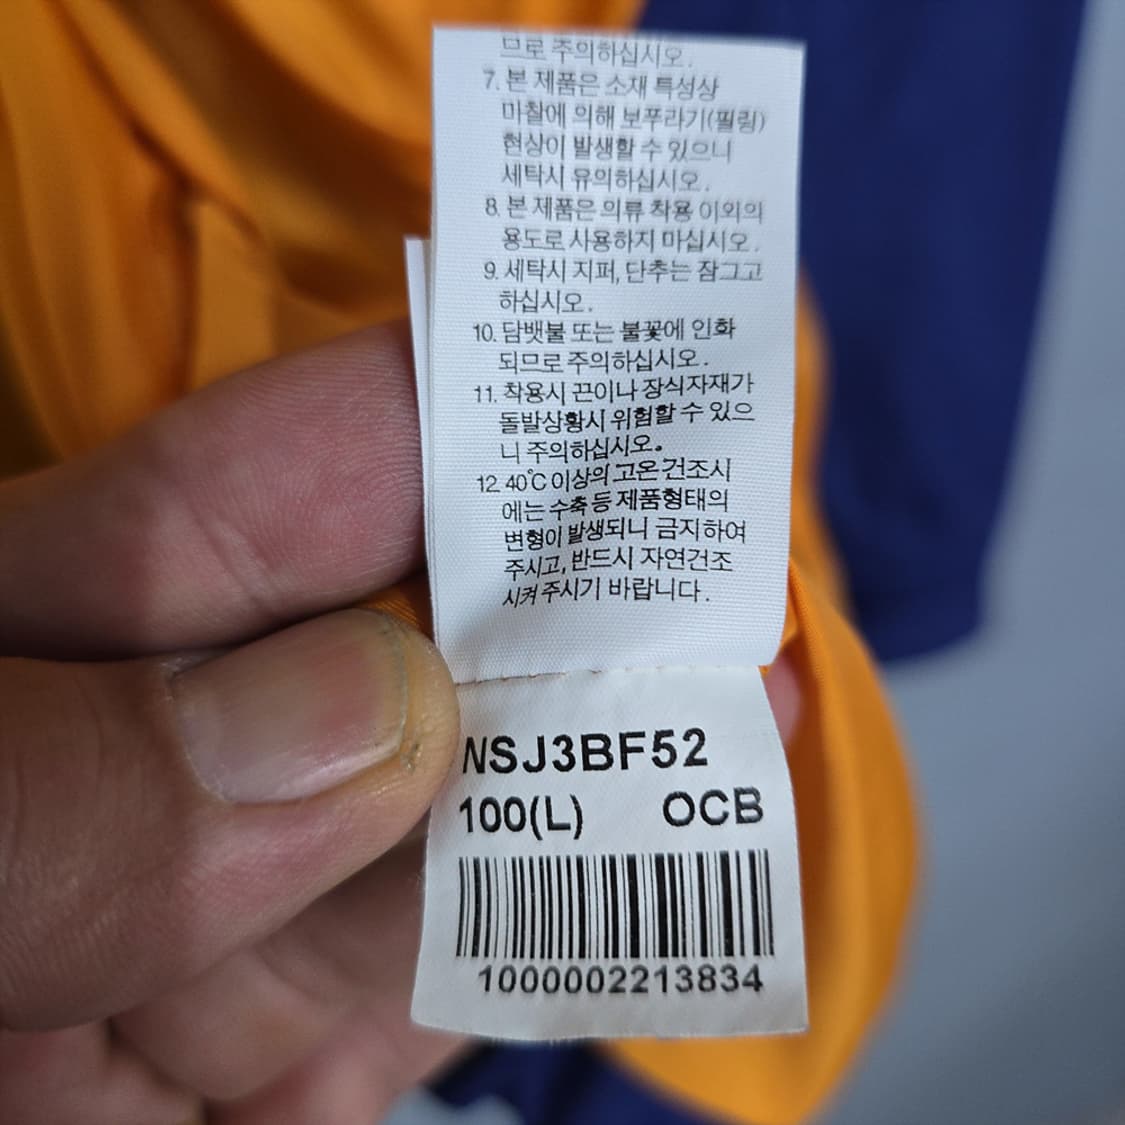 므로 주의하십시오.
7. 본 제품은 소재 특성상
마찰에 의해 보푸라기(필링)
현상이 발생할 수 있으니
세탁시 유의하십시오.
8. 본 제품은 의류 착용 이외의
용도로 사용하지 마십시오.
9. 세탁시 지퍼, 단추는 잠그고
하십시오.
10. 담뱃불 또는 불꽃에 인화
되므로 주의하십시오.
11. 착용시 끈이나 장식자재가
돌발상황시 위험할 수 있으
니 주의하십시오.
12. 40℃ 이상의 고온 건조시
에는 수축 등 제품형태의
변형이 발생되니 금지하여
주시고, 반드시 자연건조
시켜 주시기 바랍니다.
WSJ3BF52
100(L) OCB
1000002213834